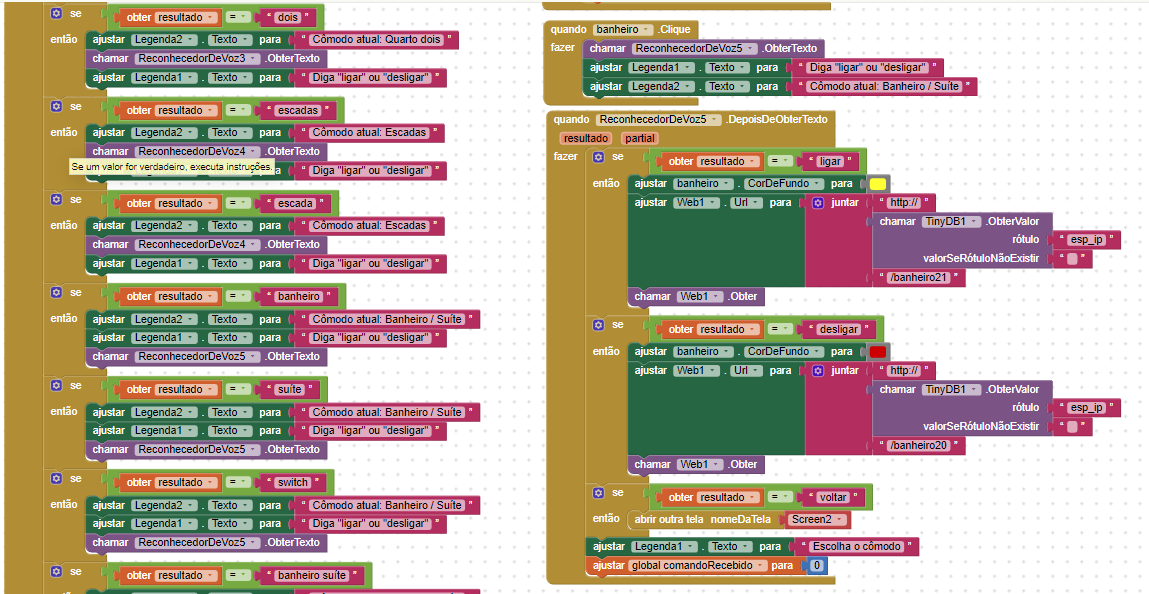 se obter resultado = " dois "
então ajustar Legenda2 . Texto para " Cômodo atual: Quarto dois "
chamar ReconhecedorDeVoz3 .ObterTexto
ajustar Legenda1 . Texto para " Diga "ligar" ou "desligar" "
se obter resultado = " escadas "
então ajustar Legenda2 . Texto para " Cômodo atual: Escadas "
chamar ReconhecedorDeVoz4 .ObterTexto
Se um valor for verdadeiro, executa instruções.
" Diga "ligar" ou "desligar" "
se obter resultado = " escada "
então ajustar Legenda2 . Texto para " Cômodo atual: Escadas "
chamar ReconhecedorDeVoz4 .ObterTexto
ajustar Legenda1 . Texto para " Diga "ligar" ou "desligar" "
se obter resultado = " banheiro "
então ajustar Legenda2 . Texto para " Cômodo atual: Banheiro / Suíte "
ajustar Legenda1 . Texto para " Diga "ligar" ou "desligar" "
chamar ReconhecedorDeVoz5 .ObterTexto
se obter resultado = " suíte "
então ajustar Legenda2 . Texto para " Cômodo atual: Banheiro / Suíte "
ajustar Legenda1 . Texto para " Diga "ligar" ou "desligar" "
chamar ReconhecedorDeVoz5 .ObterTexto
se obter resultado = " switch "
então ajustar Legenda2 . Texto para " Cômodo atual: Banheiro / Suíte "
ajustar Legenda1 . Texto para " Diga "ligar" ou "desligar" "
chamar ReconhecedorDeVoz5 .ObterTexto
se obter resultado = " banheiro suíte "
quando banheiro .Clique
fazer chamar ReconhecedorDeVoz5 .ObterTexto
ajustar Legenda1 . Texto para " Diga "ligar" ou "desligar" "
ajustar Legenda2 . Texto para " Cômodo atual: Banheiro / Suíte "
quando ReconhecedorDeVoz5 .DepoisDeObterTexto
resultado partial
fazer se obter resultado = " ligar "
então ajustar banheiro . CorDeFundo para
ajustar Web1 . Url para juntar " http:// "
chamar TinyDB1 .ObterValor
rótulo " esp_ip "
valorSeRótuloNãoExistir " "
" /banheiro21 "
chamar Web1 .Obter
se obter resultado = " desligar "
então ajustar banheiro . CorDeFundo para
ajustar Web1 . Url para juntar " http:// "
chamar TinyDB1 .ObterValor
rótulo " esp_ip "
valorSeRótuloNãoExistir " "
" /banheiro20 "
chamar Web1 .Obter
se obter resultado = " voltar "
então abrir outra tela nomeDaTela Screen2
ajustar Legenda1 . Texto para " Escolha o cômodo "
ajustar global comandoRecebido para 0